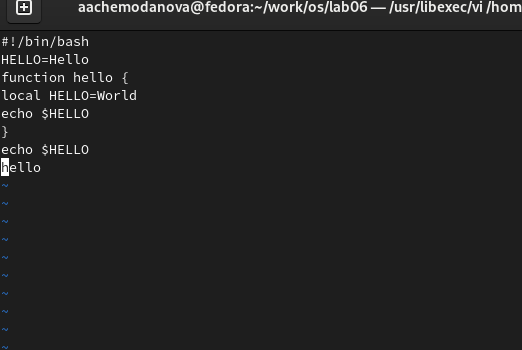 aachemodanova@fedora:~/work/os/lab06 — /usr/libexec/vi /hom
#!/bin/bash
HELLO=Hello
function hello {
local HELLO=World
echo $HELLO
}
echo $HELLO
hello
~
~
~
~
~
~
~
~
~
~